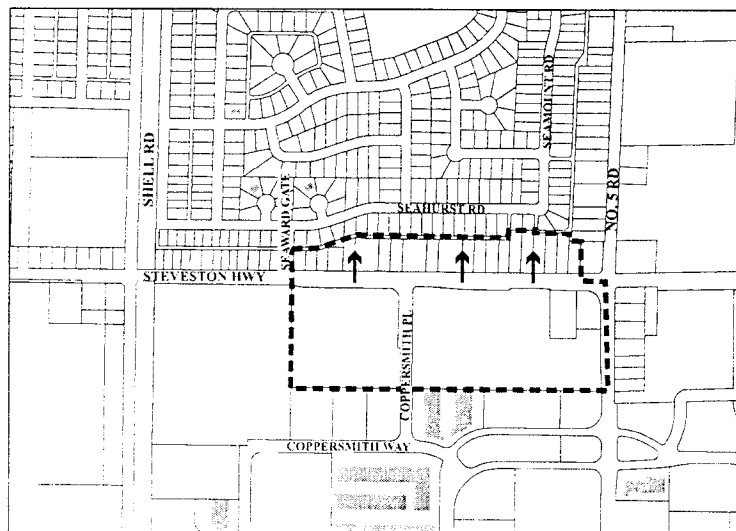 SEAMOUNT RD
SHELL RD
NO. 5 RD
SEAWARD GATE
SEAHURST RD
STEVESTON HWY
COPPERSMITH PL
COPPERSMITH WAY